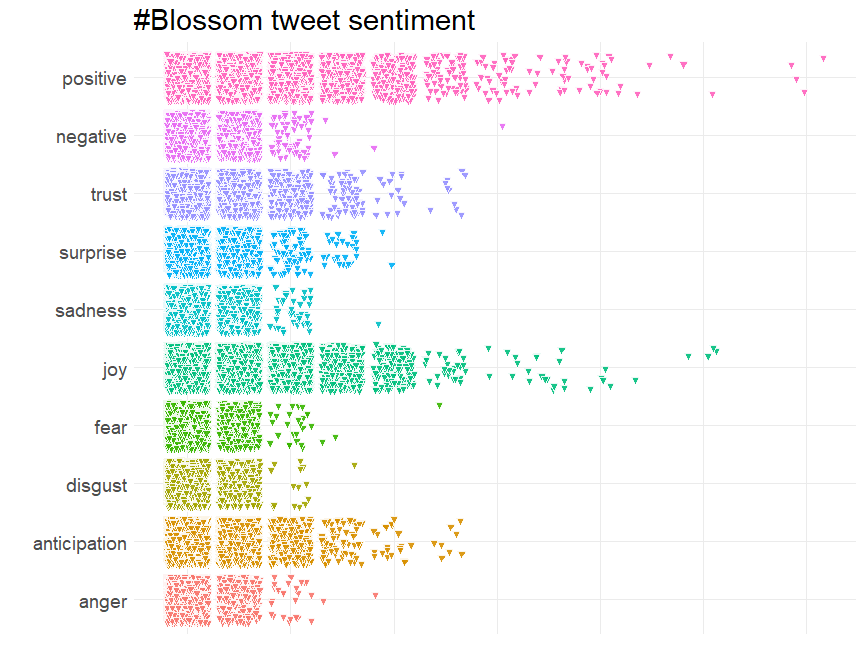 #Blossom tweet sentiment
positive
negative
trust
surprise
sadness
joy
fear
disgust
anticipation
anger